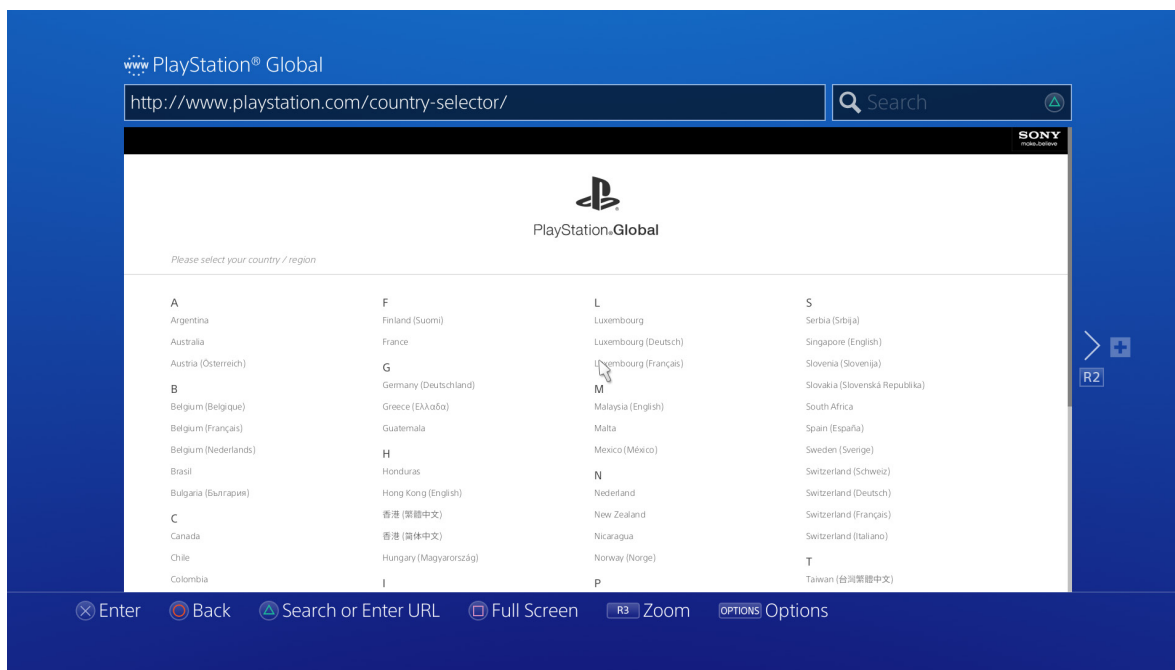 www PlayStation® Global
http://www.playstation.com/country-selector/
Search
SONY
make.believe
PlayStation®Global
Please select your country / region
A
Argentina
Australia
Austria (Österreich)
B
Belgium (Belgique)
Belgium (Français)
Belgium (Nederlands)
Brasil
Bulgaria (България)
C
Canada
Chile
Colombia
F
Finland (Suomi)
France
G
Germany (Deutschland)
Greece (Ελλαδα)
Guatemala
H
Honduras
Hong Kong (English)
香港 (繁體中文)
香港 (简体中文)
Hungary (Magyarország)
I
L
Luxembourg
Luxembourg (Deutsch)
Luxembourg (Français)
M
Malaysia (English)
Malta
Mexico (México)
N
Nederland
New Zealand
Nicaragua
Norway (Norge)
P
S
Serbia (Srbija)
Singapore (English)
Slovenia (Slovenija)
Slovakia (Slovenská Republika)
South Africa
Spain (España)
Sweden (Sverige)
Switzerland (Schweiz)
Switzerland (Deutsch)
Switzerland (Français)
Switzerland (Italiano)
T
Taiwan (台灣繁體中文)
R2
Enter Back Search or Enter URL Full Screen R3 Zoom OPTIONS Options